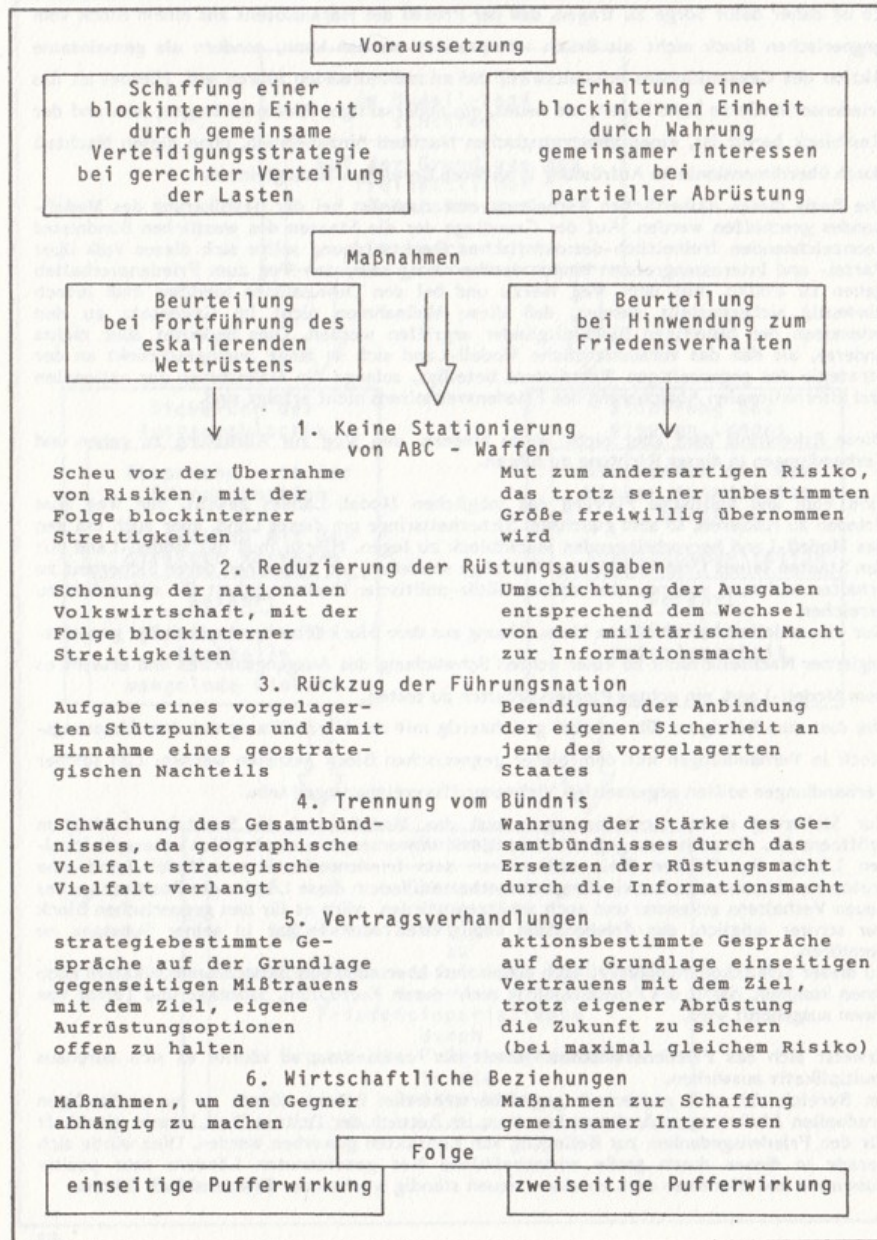 Voraussetzung
Schaffung einer
blockinternen Einheit
durch gemeinsame
Verteidigungsstrategie
bei gerechter Verteilung
der Lasten
Erhaltung einer
blockinternen Einheit
durch Wahrung
gemeinsamer Interessen
bei
partieller Abrüstung
Maßnahmen
Beurteilung
bei Fortführung des
eskalierenden
Wettrüstens
Beurteilung
bei Hinwendung zum
Friedensverhalten
1. Keine Stationierung
von ABC - Waffen
Scheu vor der Übernahme
von Risiken mit der
Folge blockinterner
Streitigkeiten
Mut zum andersartigen Risiko,
das trotz seiner unbestimmten
Größe freiwillig übernommen
wird
2. Reduzierung der Rüstungsausgaben
Schonung der nationalen
Volkswirtschaft, mit der
Folge blockinterner
Streitigkeiten
Umschichtung der Ausgaben
entsprechend dem Wechsel
von der militärischen Macht
zur Informationsmacht
3. Rückzug der Führungsnation
Aufgabe eines vorgelager-
ten Stützpunktes und damit
Hinnahme eines geostrate-
gischen Nachteils
Beendigung der Anbindung
der eigenen Sicherheit an
jene des vorgelagerten
Staates
4. Trennung vom Bündnis
Schwächung des Gesamtbünd-
nisses, da geographische
Vielfalt strategische
Vielfalt verlangt
Wahrung der Stärke des Ge-
samtbündnisses durch das
Ersetzen der Rüstungsmacht
durch die Informationsmacht
5. Vertragsverhandlungen
strategiebestimmte Ge-
spräche auf der Grundlage
gegenseitigen Mißtrauens
mit dem Ziel, eigene
Aufrüstungsoptionen
offen zu halten
aktionsbestimmte Gespräche
auf der Grundlage einseitigen
Vertrauens mit dem Ziel,
beidseitige Abrüstung für
die Zukunft zu sichern
(bei maximal gleichem Risiko)
6. Wirtschaftliche Beziehungen
Maßnahmen, um den Gegner
abhängig zu machen
Maßnahmen zur Schaffung
gemeinsamer Interessen
Folge
einseitige Pufferwirkung
zweiseitige Pufferwirkung